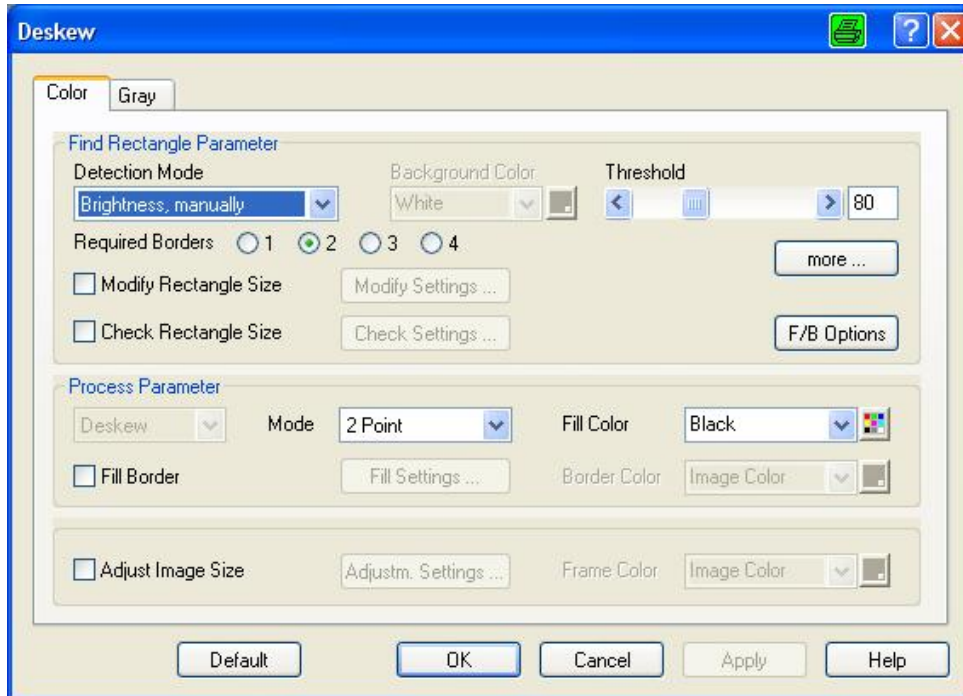 Deskew
Color Gray
Find Rectangle Parameter
Detection Mode Background Color Threshold
Brightness, manually White 80
Required Borders 1 2 3 4
more ...
Modify Rectangle Size Modify Settings ...
Check Rectangle Size Check Settings ... F/B Options
Process Parameter
Deskew Mode 2 Point Fill Color Black
Fill Border Fill Settings ... Border Color Image Color
Adjust Image Size Adjustm. Settings ... Frame Color Image Color
Default OK Cancel Apply Help